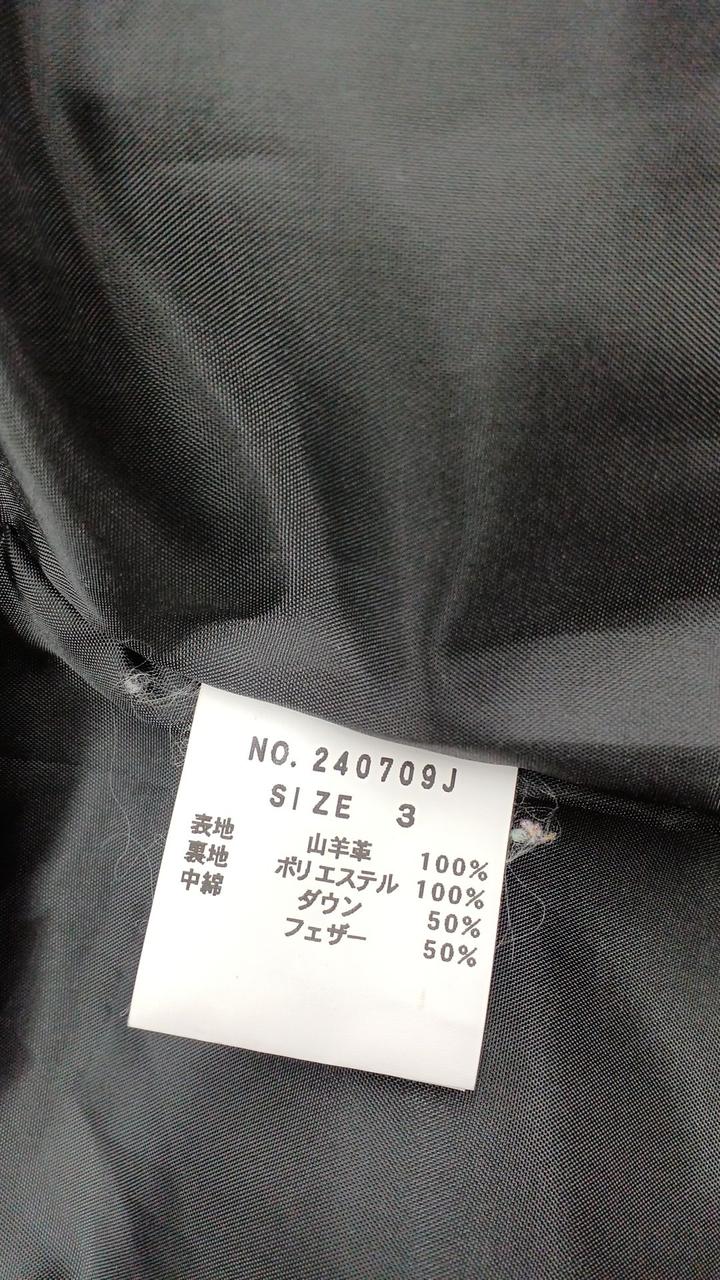 NO. 240709J
SIZE 3
表地 山羊革 100%
裏地 ポリエステル 100%
中綿 ダウン 50%
フェザー 50%